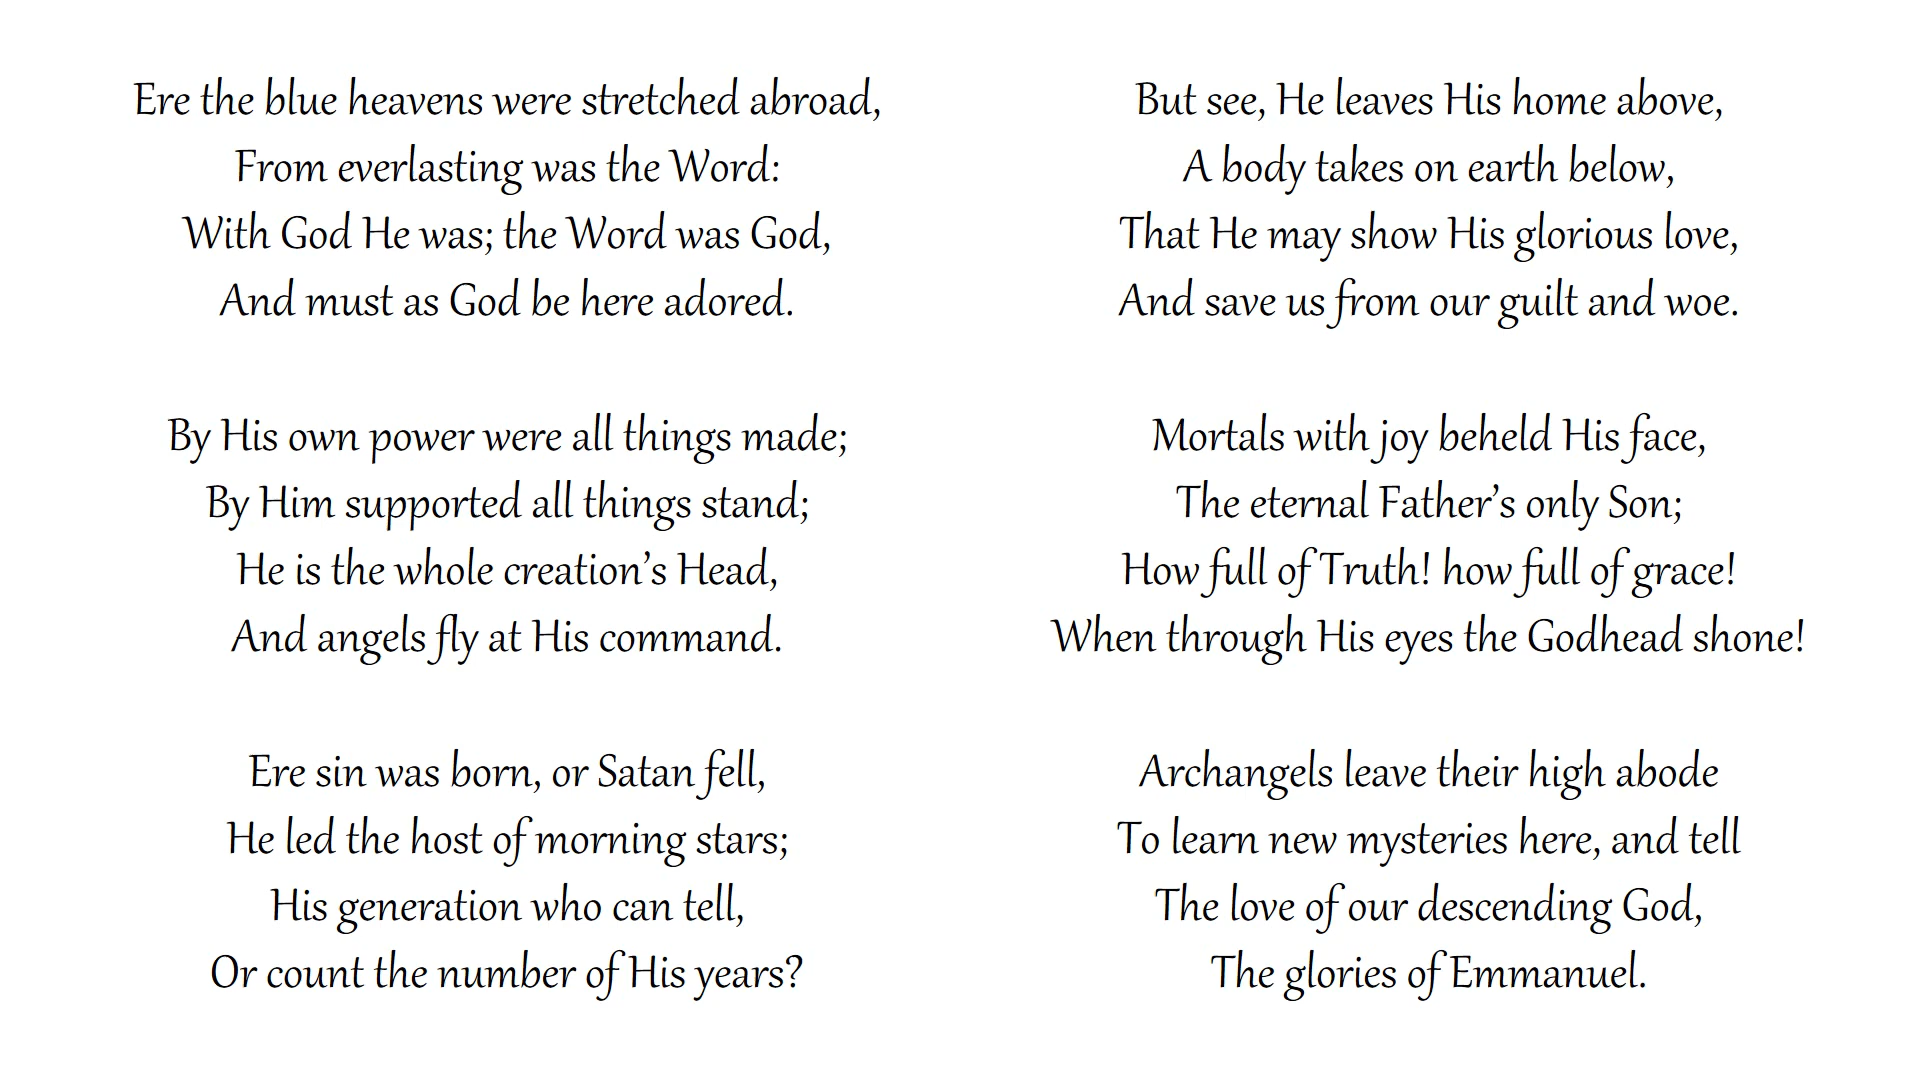 Ere the blue heavens were stretched abroad,
From everlasting was the Word:
With God He was; the Word was God,
And must as God be here adored.

By His own power were all things made;
By Him supported all things stand;
He is the whole creation’s Head,
And angels fly at His command.

Ere sin was born, or Satan fell,
He led the host of morning stars;
His generation who can tell,
Or count the number of His years?

But see, He leaves His home above,
A body takes on earth below,
That He may show His glorious love,
And save us from our guilt and woe.

Mortals with joy beheld His face,
The eternal Father’s only Son;
How full of Truth! how full of grace!
When through His eyes the Godhead shone!

Archangels leave their high abode
To learn new mysteries here, and tell
The love of our descending God,
The glories of Emmanuel.